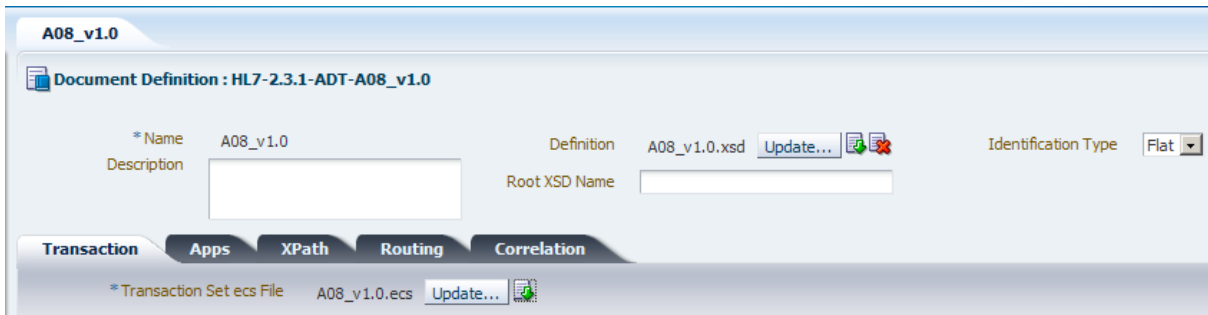 A08_v1.0
Document Definition : HL7-2.3.1-ADT-A08_v1.0
* Name A08_v1.0 Definition A08_v1.0.xsd Update... Identification Type Flat
Description
Root XSD Name
Transaction Apps XPath Routing Correlation
* Transaction Set ecs File A08_v1.0.ecs Update...